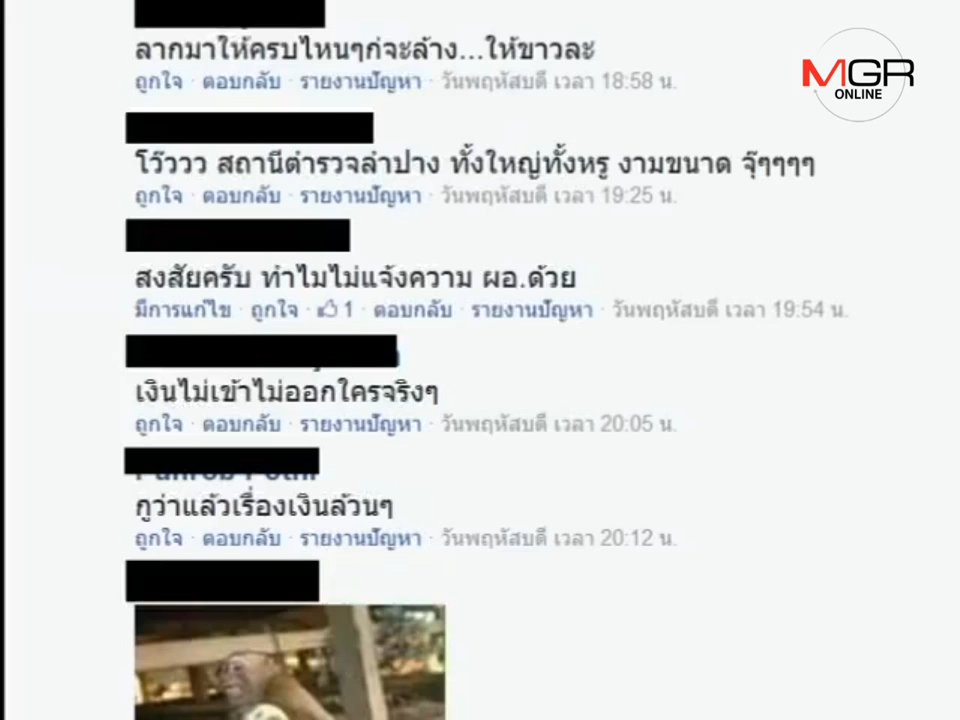 MGR
ONLINE
ลากมาให้ครบไหนๆก่จะล้าง...ให้ขาวละ
ถูกใจ · ตอบกลับ · รายงานปัญหา · วันพฤหัสบดี เวลา 18:58 น.
โว๊ววว สถานีตำรวจลำปาง ทั้งใหญ่ทั้งหรู งามขนาด จุ๊ๆๆๆๆ
ถูกใจ · ตอบกลับ · รายงานปัญหา · วันพฤหัสบดี เวลา 19:25 น.
สงสัยครับ ทำไมไม่แจ้งความ ผอ.ด้วย
มีการแก้ไข · ถูกใจ · 1 · ตอบกลับ · รายงานปัญหา · วันพฤหัสบดี เวลา 19:54 น.
เงินไม่เข้าไม่ออกใครจริงๆ
ถูกใจ · ตอบกลับ · รายงานปัญหา · วันพฤหัสบดี เวลา 20:05 น.
กูว่าแล้วเรื่องเงินล้วนๆ
ถูกใจ · ตอบกลับ · รายงานปัญหา · วันพฤหัสบดี เวลา 20:12 น.